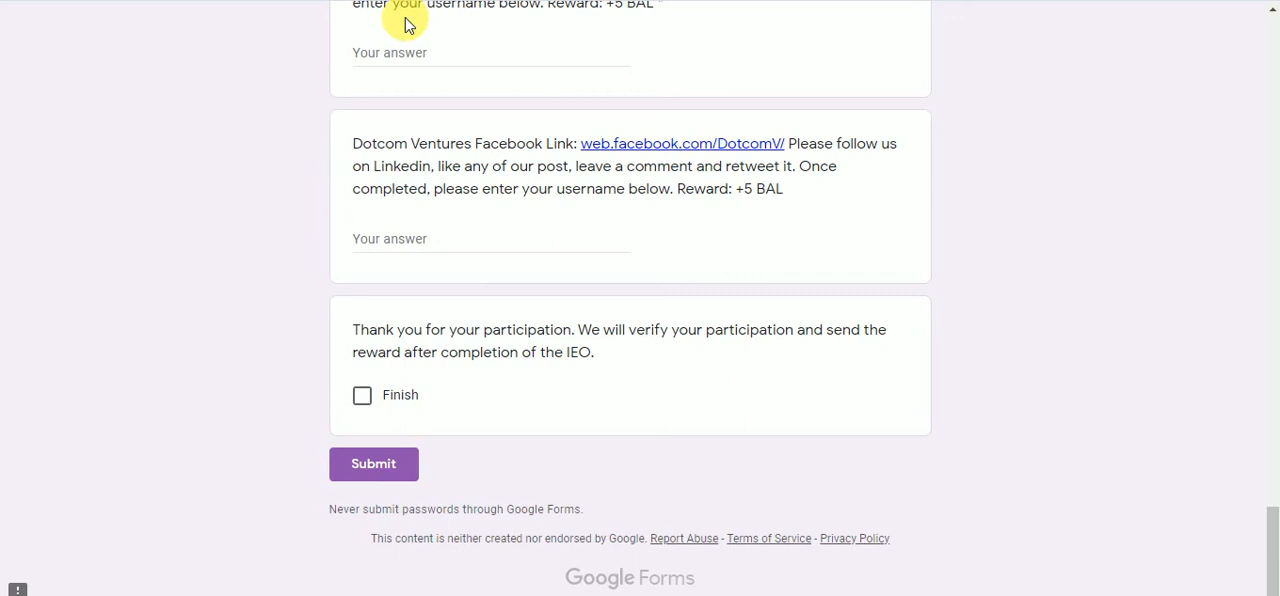 enter your username below. Reward: +5 BAL *
Your answer
Dotcom Ventures Facebook Link: web.facebook.com/DotcomV/ Please follow us
on Linkedin, like any of our post, leave a comment and retweet it. Once
completed, please enter your username below. Reward: +5 BAL
Your answer
Thank you for your participation. We will verify your participation and send the
reward after completion of the IEO.
Finish
Submit
Never submit passwords through Google Forms.
This content is neither created nor endorsed by Google. Report Abuse - Terms of Service - Privacy Policy
Google Forms
!